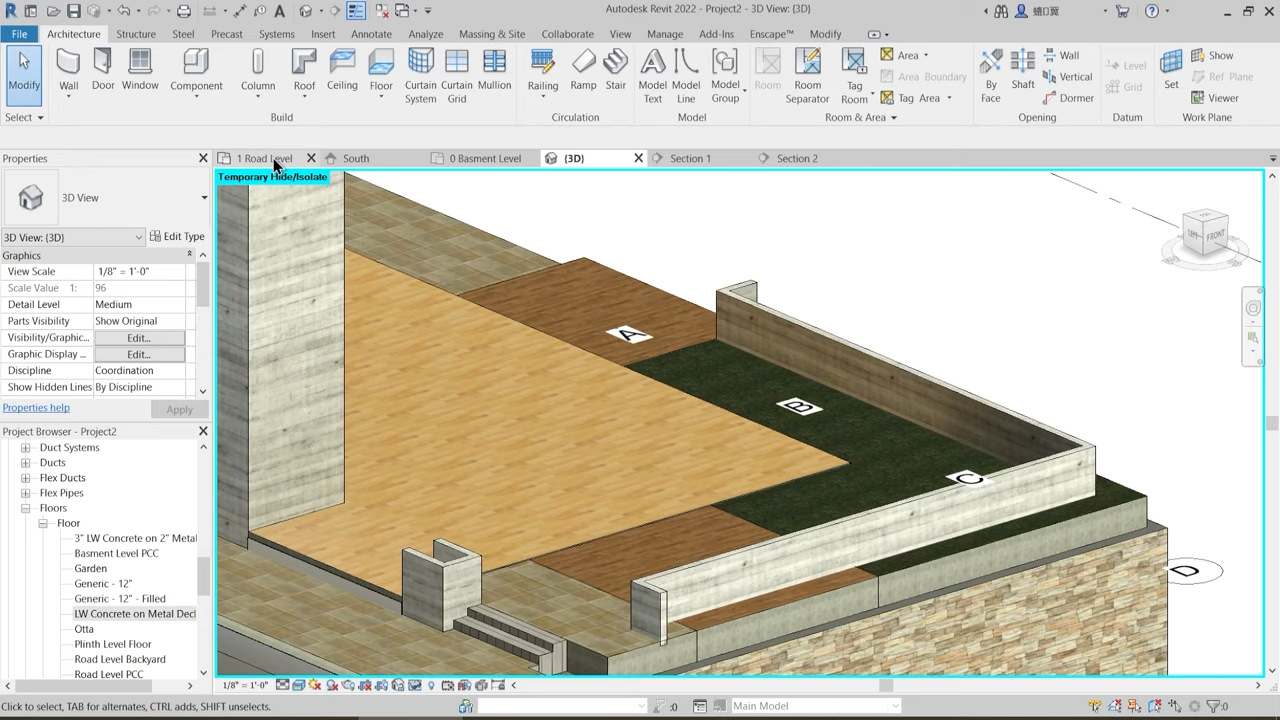 Autodesk Revit 2022 - Project2 - 3D View: {3D}
File Architecture Structure Steel Precast Systems Insert Annotate Analyze Massing & Site Collaborate View Manage Add-Ins Enscape™ Modify
Modify
Wall
Door
Window
Component
Column
Roof
Ceiling
Floor
Curtain System
Curtain Grid
Mullion
Railing
Ramp
Stair
Model Text
Model Line
Model Group
Room
Room Separator
Tag Room
Area
Area Boundary
Tag Area
By Face
Shaft
Wall
Vertical
Dormer
Level
Grid
Set
Show
Ref Plane
Viewer
Select Build Circulation Model Room & Area Opening Datum Work Plane
Properties
1 Road Level South 0 Basment Level {3D} Section 1 Section 2
Temporary Hide/Isolate
3D View
3D View: {3D} Edit Type
Graphics
View Scale 1/8" = 1'-0"
Scale Value 1: 96
Detail Level Medium
Parts Visibility Show Original
Visibility/Graphic... Edit...
Graphic Display ... Edit...
Discipline Coordination
Show Hidden Lines By Discipline
Properties help Apply
Project Browser - Project2
Duct Systems
Ducts
Flex Ducts
Flex Pipes
Floors
Floor
3" LW Concrete on 2" Metal
Basment Level PCC
Garden
Generic - 12"
Generic - 12" - Filled
LW Concrete on Metal Decl
Otta
Plinth Level Floor
Road Level Backyard
Road Level PCC
LEFT FRONT
A
B
C
D
1/8" = 1'-0"
Click to select, TAB for alternates, CTRL adds, SHIFT unselects.
:0
Main Model
:0